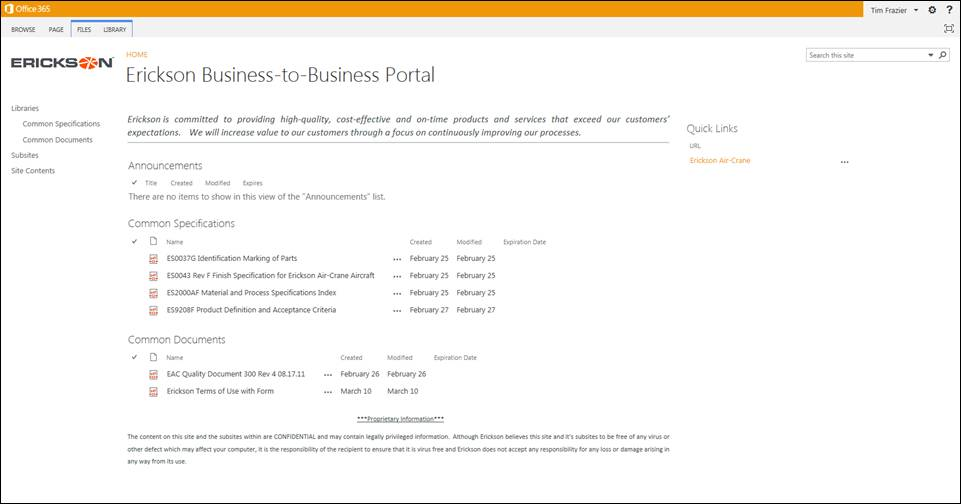 Office 365
Tim Frazier
?
BROWSE PAGE FILES LIBRARY
ERICKSON
HOME
Erickson Business-to-Business Portal
Search this site
Libraries
Common Specifications
Common Documents
Subsites
Site Contents
Erickson is committed to providing high-quality, cost-effective and on-time products and services that exceed our customers'
expectations. We will increase value to our customers through a focus on continuously improving our processes.
Announcements
Title Created Modified Expires
There are no items to show in this view of the "Announcements" list.
Common Specifications
Name Created Modified Expiration Date
ES0037G Identification Marking of Parts ... February 25 February 25
ES0043 Rev F Finish Specification for Erickson Air-Crane Aircraft ... February 25 February 25
ES2000AF Material and Process Specifications Index ... February 25 February 25
ES9208F Product Definition and Acceptance Criteria ... February 27 February 27
Common Documents
Name Created Modified Expiration Date
EAC Quality Document 300 Rev 4 08.17.11 ... February 26 February 26
Erickson Terms of Use with Form ... March 10 March 10
***Proprietary Information***
The content on this site and the subsites within are CONFIDENTIAL and may contain legally privileged information. Although Erickson believes this site and it's subsites to be free of any virus or
other defect which may affect your computer, it is the responsibility of the recipient to ensure that it is virus free and Erickson does not accept any responsibility for any loss or damage arising in
any way from its use.
Quick Links
URL
Erickson Air-Crane ...